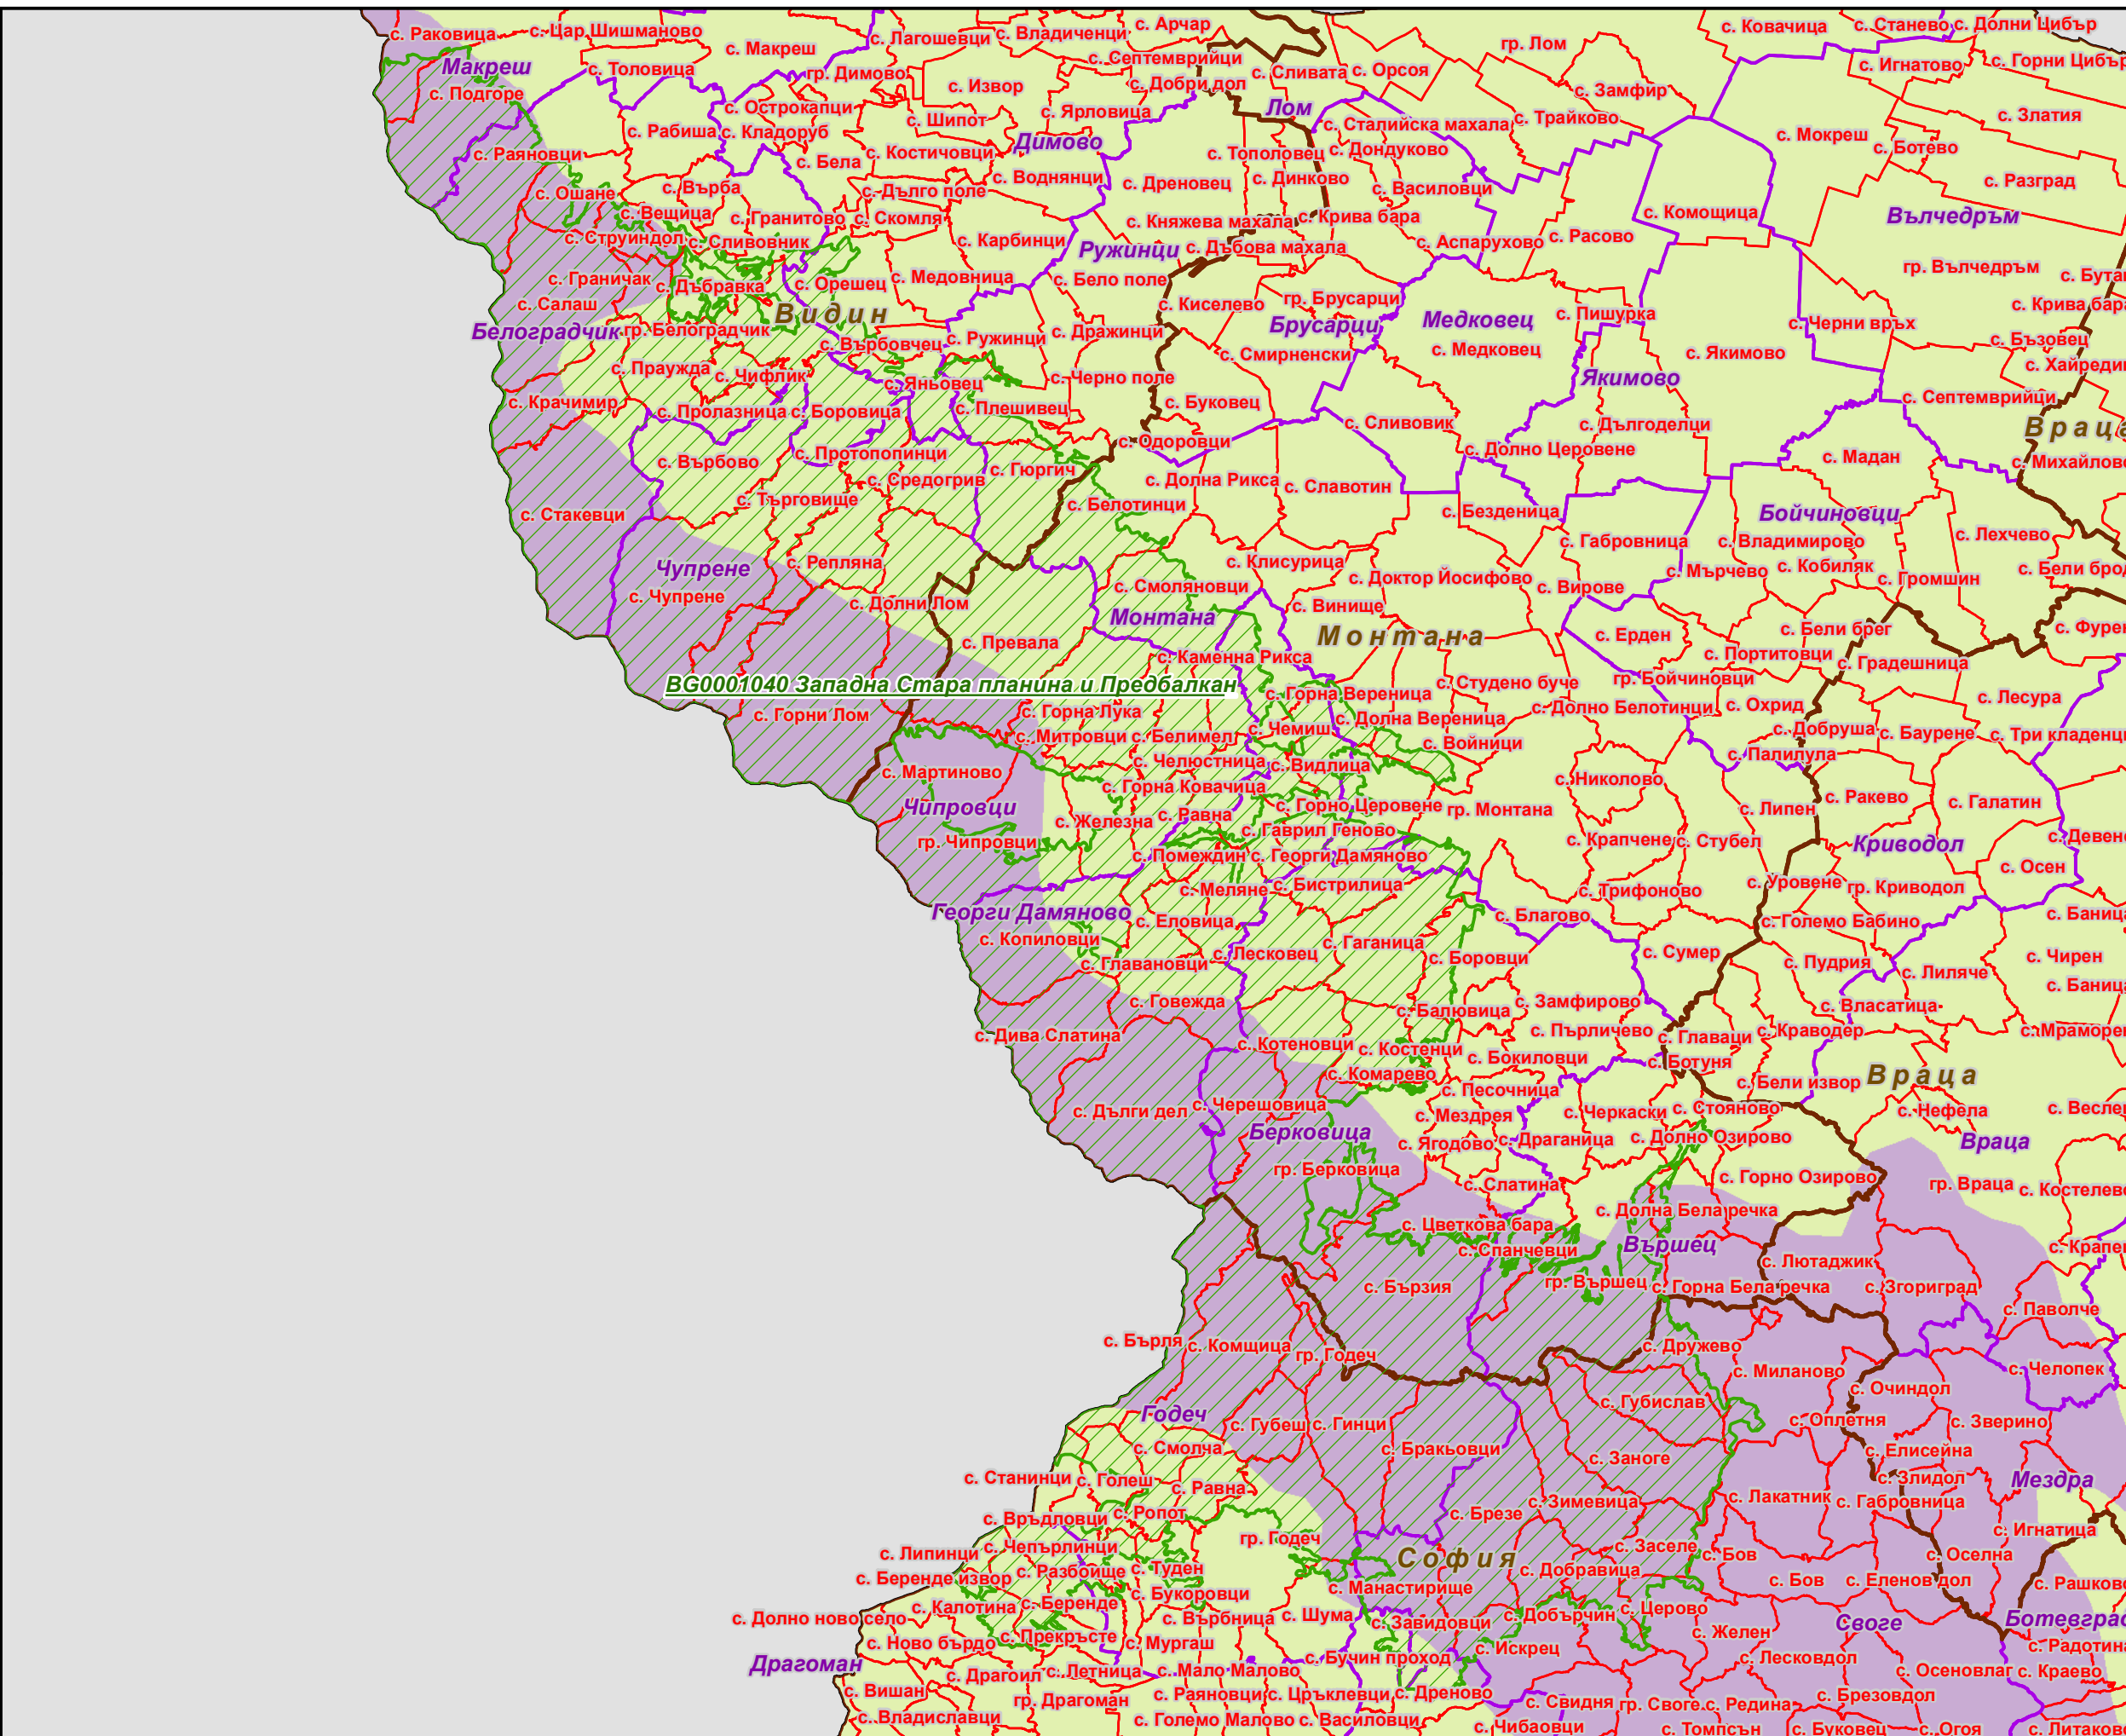 с. Раковица
с. Цар Шишманово
с. Макреш
с. Лагошевци
с. Владиченци
с. Арчар
гр. Лом
с. Ковачица
с. Станево
с. Долни Цибър
Макреш
с. Толовица
гр. Димово
с. Септемврийци
с. Сливата
с. Орсоя
с. Игнатово
с. Горни Цибър
с. Подгоре
с. Острокапци
с. Извор
с. Добри дол
Лом
с. Замфир
с. Рабиша
с. Кладоруб
с. Шипот
с. Ярловица
с. Сталийска махала
с. Трайково
с. Мокреш
с. Златия
с. Раяновци
с. Бела
с. Костичовци
Димово
с. Тополовец
с. Дондуково
с. Ботево
с. Ошане
с. Върба
с. Дълго поле
с. Воднянци
с. Дреновец
с. Динково
с. Василовци
с. Разград
с. Вещица
с. Гранитово
с. Скомля
с. Княжева махала
с. Крива бара
с. Комощица
Вълчедръм
с. Струиндол
с. Сливовник
с. Карбинци
Ружинци
с. Дъбова махала
с. Аспарухово
с. Расово
с. Граничак
с. Дъбравка
с. Орешец
с. Медовница
с. Бело поле
гр. Вълчедръм
с. Салаш
Видин
с. Киселево
гр. Брусарци
с. Пишурка
с. Крива бара
Белоградчик
гр. Белоградчик
с. Върбовчец
с. Ружинци
с. Дражинци
Брусарци
Медковец
с. Черни връх
с. Бъзовец
с. Праужда
с. Чифлик
с. Смирненски
с. Медковец
с. Якимово
с. Яньовец
с. Черно поле
Якимово
с. Крачимир
с. Пролазница
с. Боровица
с. Плешивец
с. Буковец
с. Септемврийци
с. Одоровци
с. Сливовик
с. Дългоделци
с. Върбово
с. Протопопинци
с. Гюргич
с. Долно Церовене
с. Мадан
с. Търговище
с. Средогрив
с. Долна Рикса
с. Славотин
с. Стакевци
с. Белотинци
с. Безденица
Бойчиновци
Чупрене
с. Репляна
с. Клисурица
с. Габровница
с. Владимирово
с. Лехчево
с. Чупрене
с. Смоляновци
с. Доктор Йосифово
с. Вирове
с. Мърчево
с. Кобиляк
с. Громшин
с. Бели брод
с. Долни Лом
Монтана
с. Винище
с. Превала
Монтана
с. Ерден
с. Бели брег
с. Каменна Рикса
с. Портитовци
с. Градешница
BG0001040 Западна Стара планина и Предбалкан
с. Горна Вереница
с. Студено буче
гр. Бойчиновци
с. Лесура
с. Горни Лом
с. Горна Лука
с. Долна Вереница
с. Долно Белотинци
с. Охрид
с. Митровци
с. Белимел
с. Чемиш
с. Войници
с. Добруша
с. Баурене
с. Три кладенци
с. Мартиново
с. Челюстница
с. Видлица
с. Николово
с. Палилула
Чипровци
с. Горна Ковачица
с. Горно Церовене
гр. Монтана
с. Липен
с. Ракево
с. Галатин
гр. Чипровци
с. Железна
с. Равна
с. Гаврил Геново
с. Крапчене
с. Стубел
Криводол
с. Помеждин
с. Георги Дамяново
с. Осен
с. Меляне
с. Бистрилица
с. Трифоново
с. Уровене
гр. Криводол
Георги Дамяново
с. Еловица
с. Благово
с. Големо Бабино
с. Копиловци
с. Главановци
с. Лесковец
с. Гаганица
с. Боровци
с. Сумер
с. Пудрия
с. Лиляче
с. Чирен
с. Говежда
с. Балювица
с. Замфирово
с. Власатица
с. Дива Слатина
с. Котеновци
с. Костенци
с. Пърличево
с. Главаци
с. Краводер
с. Комарево
с. Бокиловци
с. Ботуня
с. Дълги дел
с. Черешовица
с. Песочница
с. Бели извор
Враца
Берковица
с. Мездрея
с. Черкаски
с. Стояново
с. Нефела
гр. Берковица
с. Ягодово
с. Драганица
с. Долно Озирово
Враца
с. Слатина
с. Горно Озирово
гр. Враца
с. Цветкова бара
с. Долна Бела речка
с. Спанчевци
Вършец
с. Лютаджик
с. Бързия
гр. Вършец
с. Горна Бела речка
с. Згориград
с. Паволче
с. Бърля
с. Комщица
гр. Годеч
с. Дружево
с. Миланово
с. Челопек
Годеч
с. Губеш
с. Гинци
с. Губислав
с. Очиндол
с. Смолча
с. Бракьовци
с. Заноге
с. Оплетня
с. Зверино
с. Станинци
с. Голеш
с. Равна
с. Елисейна
с. Злидол
Мездра
с. Връдловци
с. Ропот
с. Брезе
с. Зимевица
с. Лакатник
с. Габровница
с. Липинци
с. Чепърлинци
гр. Годеч
София
с. Заселе
с. Бов
с. Оселна
с. Игнатица
с. Беренде извор
с. Разбоище
с. Туден
с. Манастирище
с. Добравица
с. Бов
с. Еленов дол
с. Долно ново село
с. Калотина
с. Беренде
с. Букоровци
с. Върбница
с. Шума
с. Завидовци
с. Добърчин
с. Церово
Своге
с. Ново бърдо
с. Прекръсте
с. Мургаш
с. Бучин проход
с. Искрец
с. Желен
Драгоман
с. Драгоил
с. Летница
с. Мало Малово
с. Лесковдол
с. Осеновлаг
с. Краево
с. Вишан
гр. Драгоман
с. Раяновци
с. Цръклевци
с. Дреново
с. Свидня
гр. Своге
с. Редина
с. Брезовдол
с. Владиславци
с. Големо Малово
с. Василовци
с. Чибаовци
с. Томпсън
с. Буковец
с. Огоя